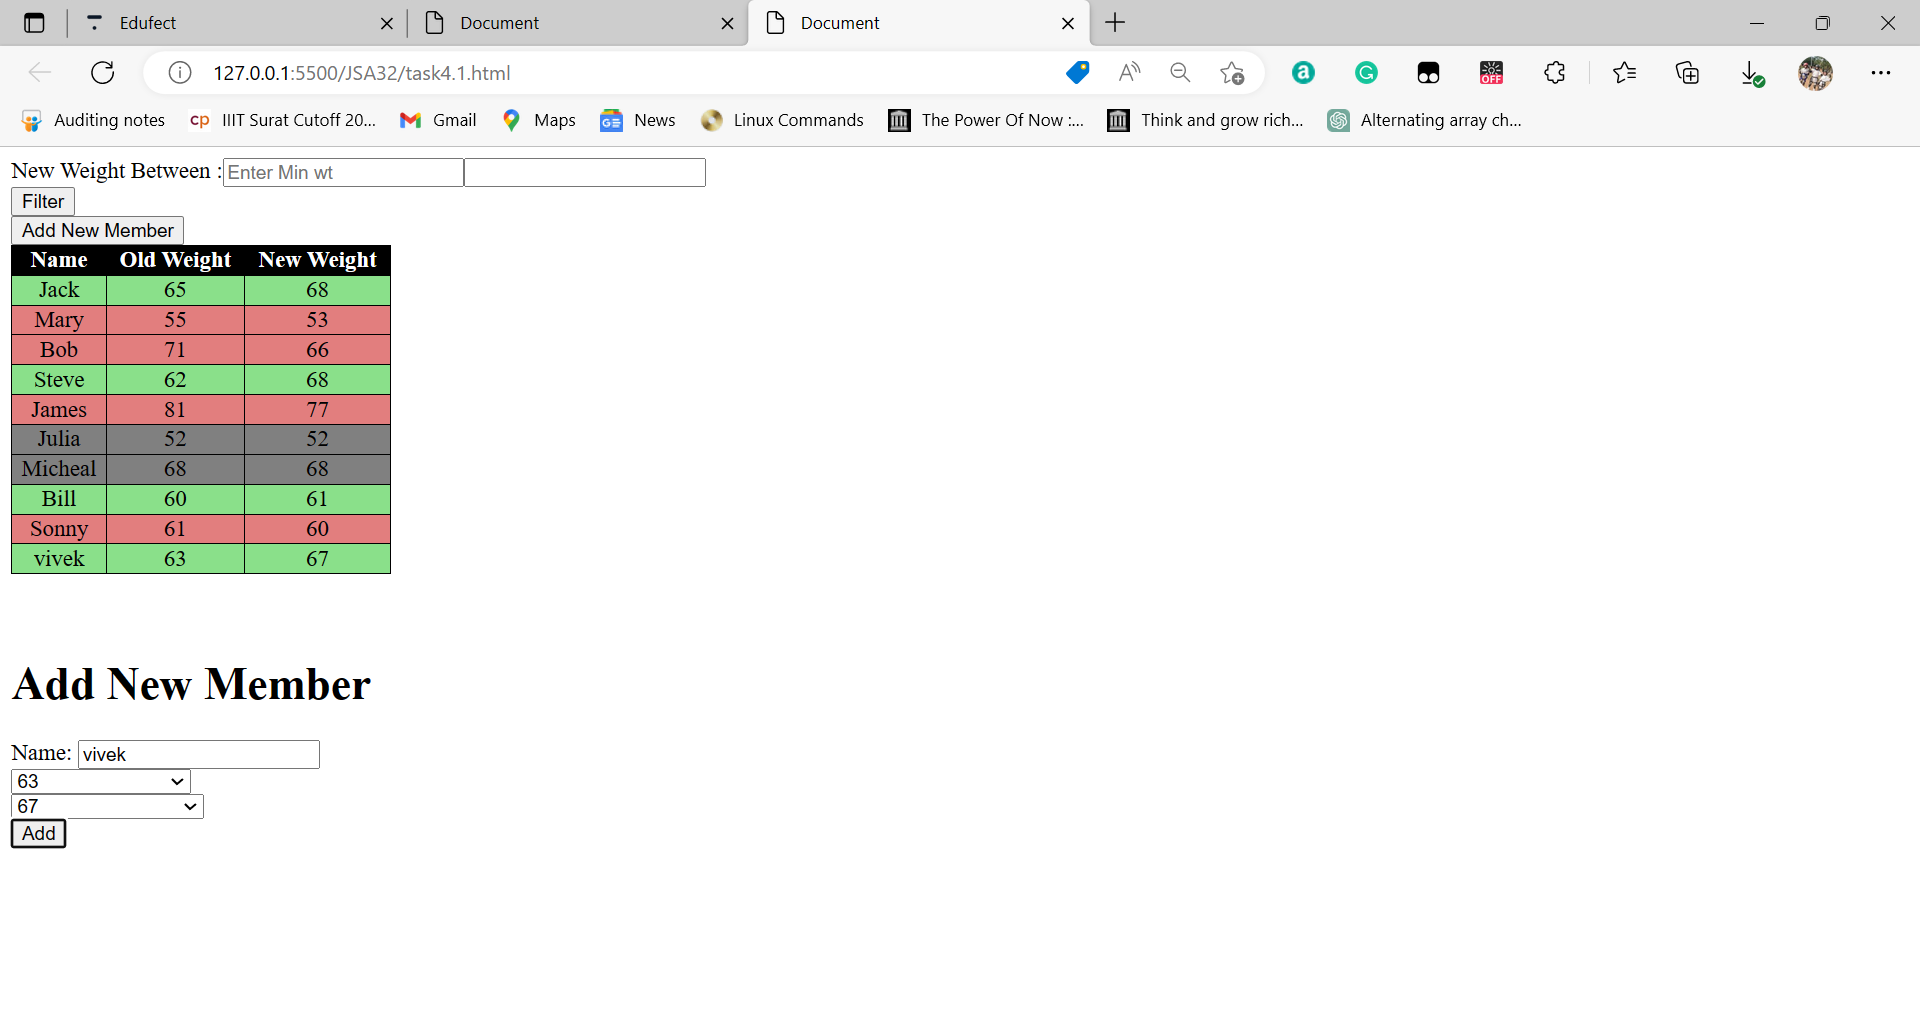 Edufect
Document
Document
127.0.0.1:5500/JSA32/task4.1.html
A
a
G
OFF
Auditing notes
cp IIIT Surat Cutoff 20...
Gmail
Maps
GE News
Linux Commands
The Power Of Now :...
Think and grow rich...
Alternating array ch...
New Weight Between : Enter Min wt
Filter
Add New Member
Name Old Weight New Weight
Jack 65 68
Mary 55 53
Bob 71 66
Steve 62 68
James 81 77
Julia 52 52
Micheal 68 68
Bill 60 61
Sonny 61 60
vivek 63 67
Add New Member
Name: vivek
63
67
Add